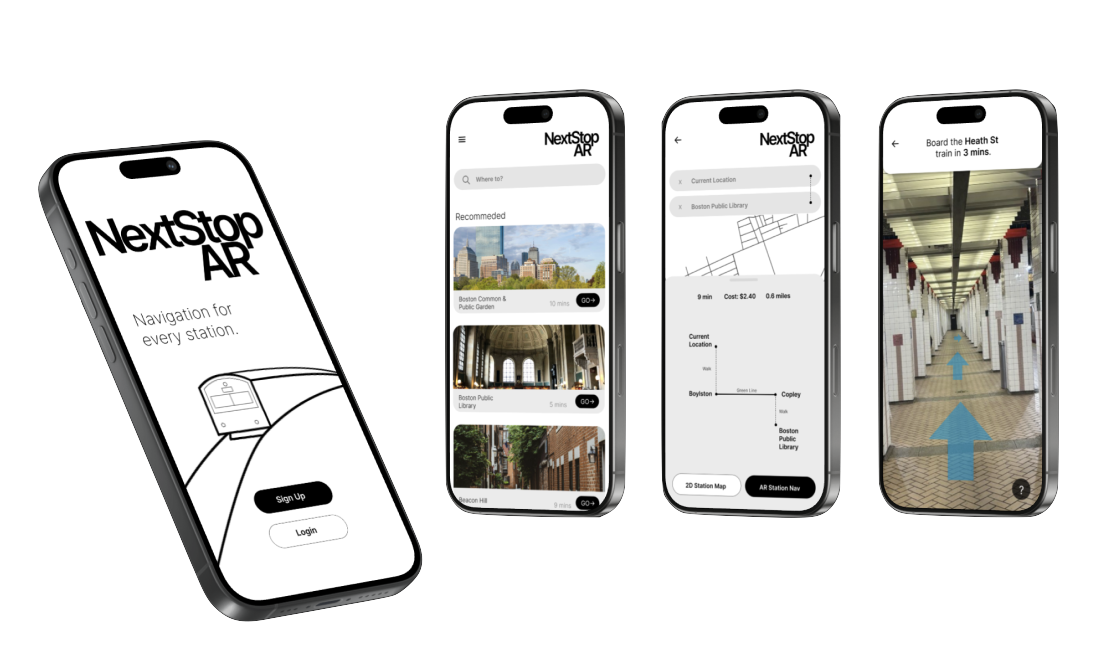 NextStop
AR
Navigation for
every station.
Sign Up
Login
NextStop
AR
Where to?
Recommeded
Boston Common &
Public Garden
10 mins
GO→
Boston Public
Library
5 mins
GO→
Beacon Hill
9 mins
GO→
NextStop
AR
x Current Location
x Boston Public Library
9 min Cost: $2.40 0.6 miles
Current
Location
Walk
Boylston
Green Line
Copley
Walk
Boston
Public
Library
2D Station Map
AR Station Nav
Board the Heath St
train in 3 mins.
?